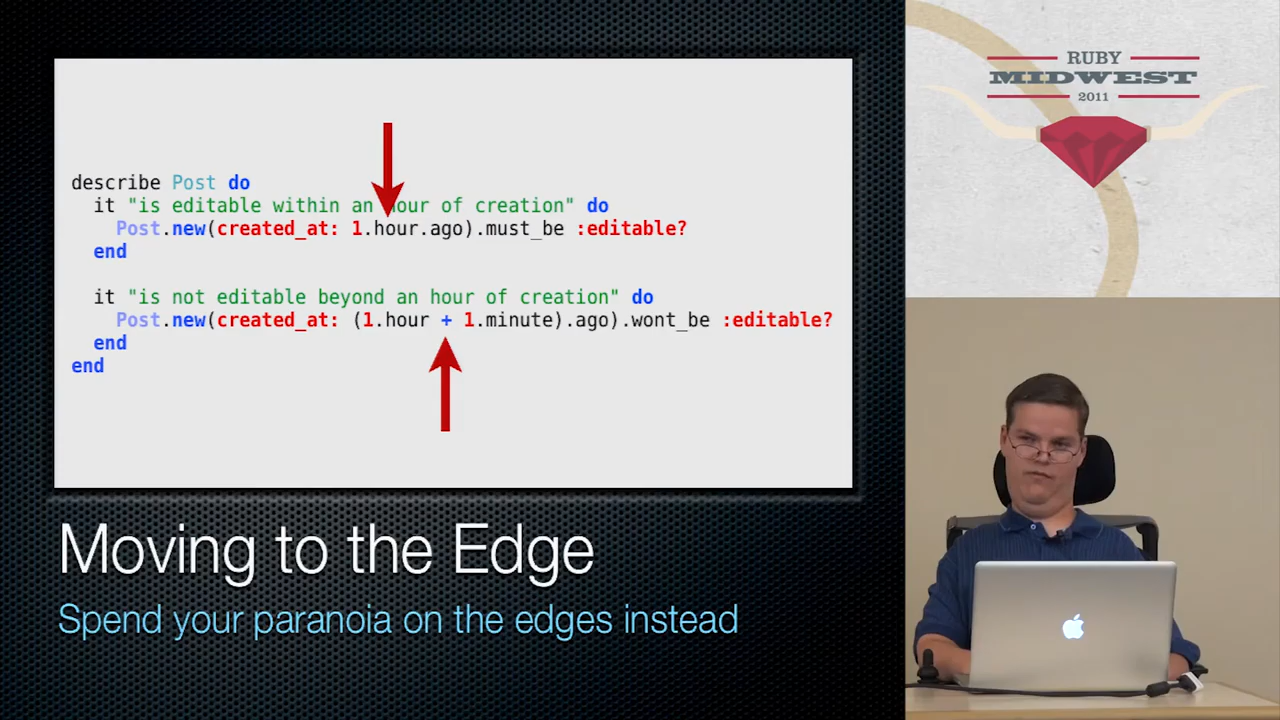 describe Post do
it "is editable within an hour of creation" do
Post.new(created_at: 1.hour.ago).must_be :editable?
end
it "is not editable beyond an hour of creation" do
Post.new(created_at: (1.hour + 1.minute).ago).wont_be :editable?
end
end
Moving to the Edge
Spend your paranoia on the edges instead
RUBY
MIDWEST
2011